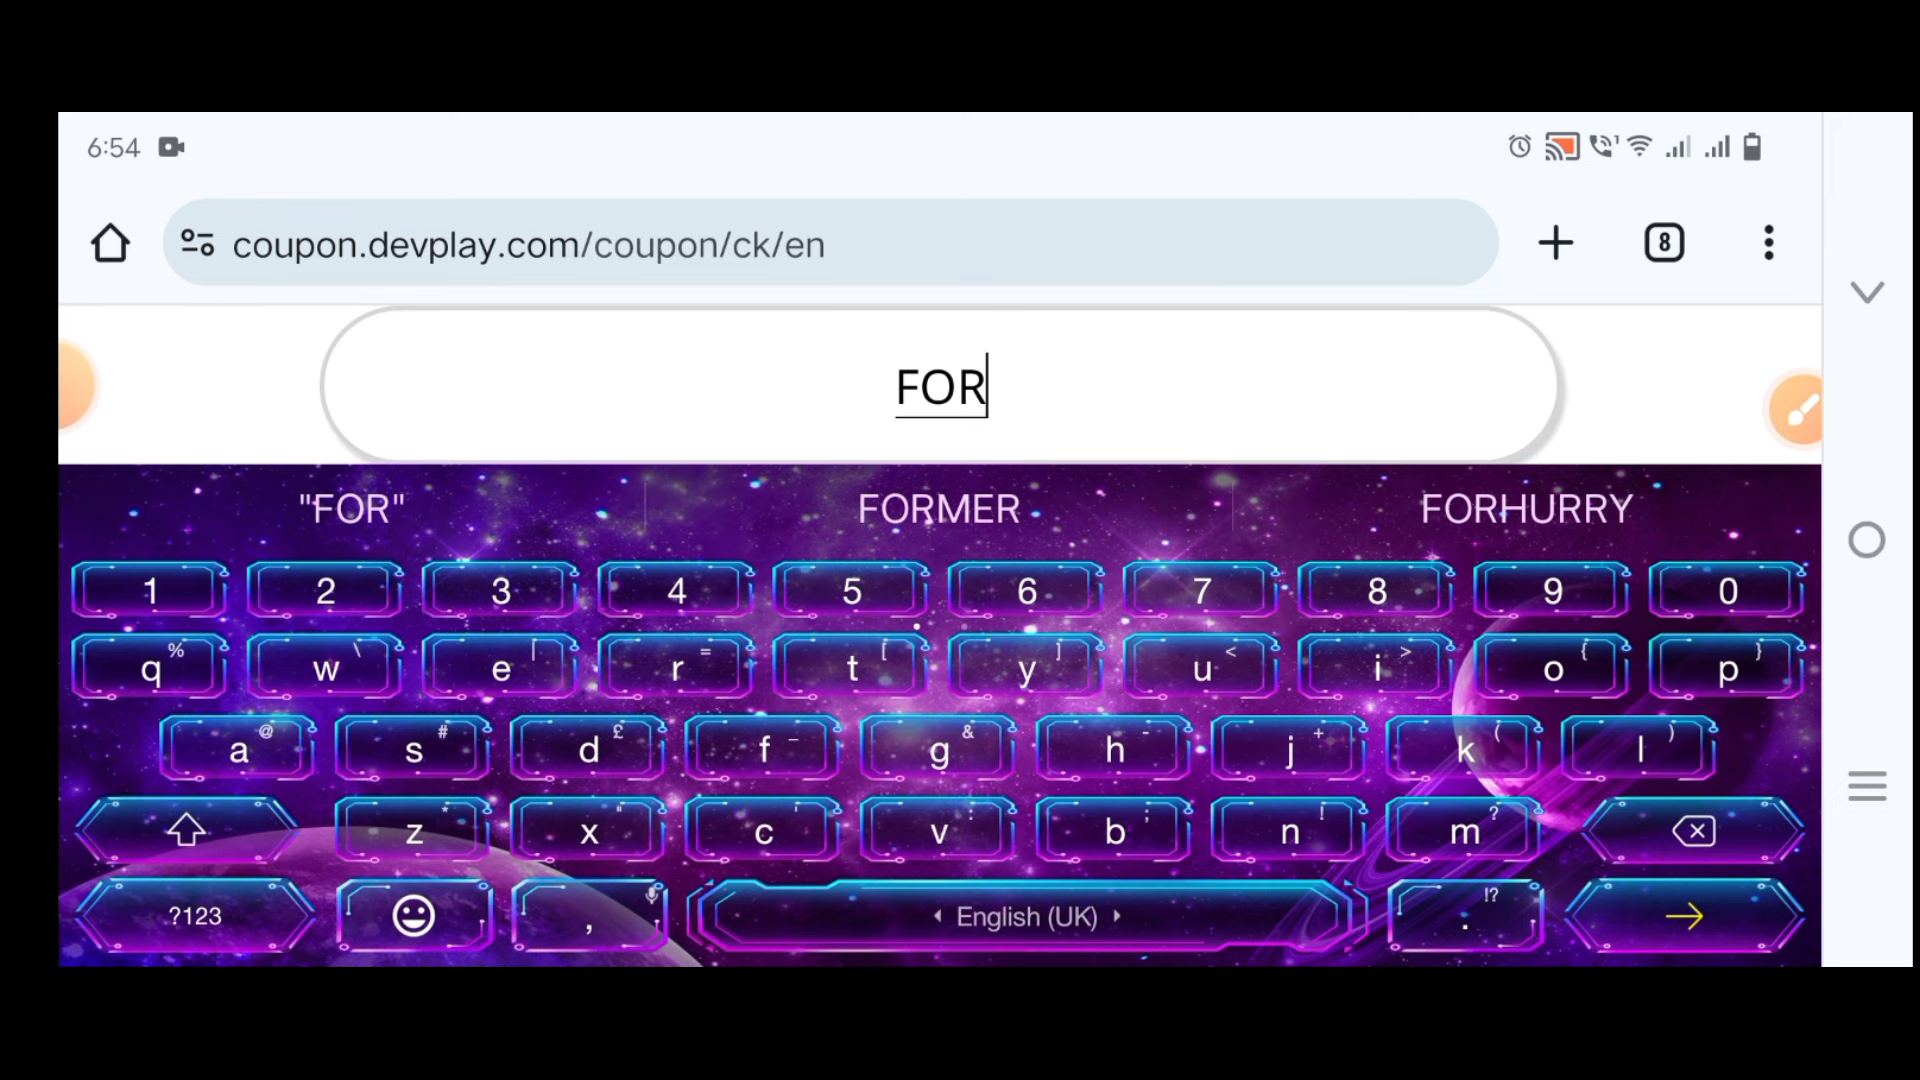 6:54
coupon.devplay.com/coupon/ck/en
8
FOR
"FOR" FORMER FORHURRY
1 2 3 4 5 6 7 8 9 0
q % w \ e | r = t [ y ] u < i > o { p }
a @ s # d £ f _ g & h - j + k ( l )
z * x " c ' v : b ; n ! m ?
?123 , English (UK) . !?